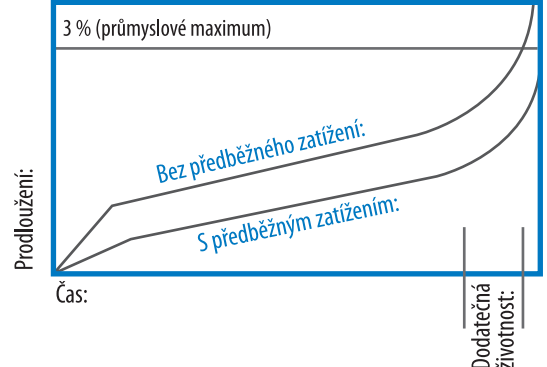 3 % (průmyslové maximum)
Bez předběžného zatížení:
S předběžným zatížením:
Prodloužení:
Čas:
Dodatečná
životnost: